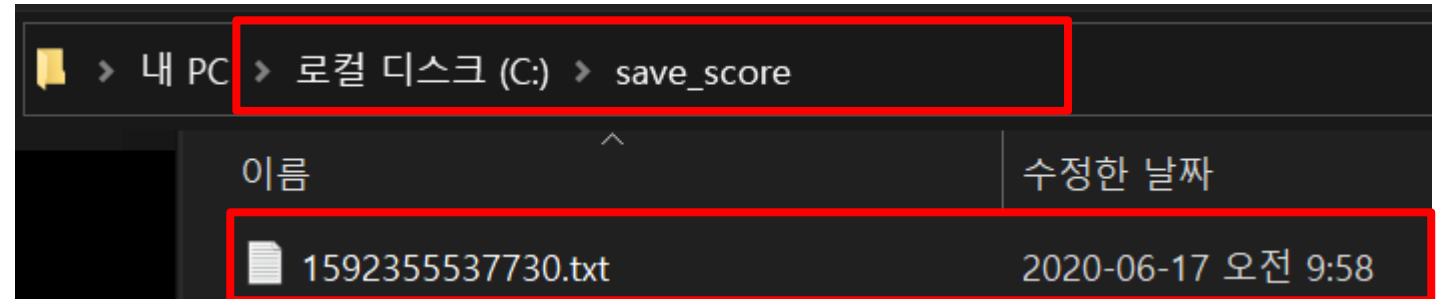 내 PC > 로컬 디스크 (C:) > save_score
이름 수정한 날짜
1592355537730.txt 2020-06-17 오전 9:58